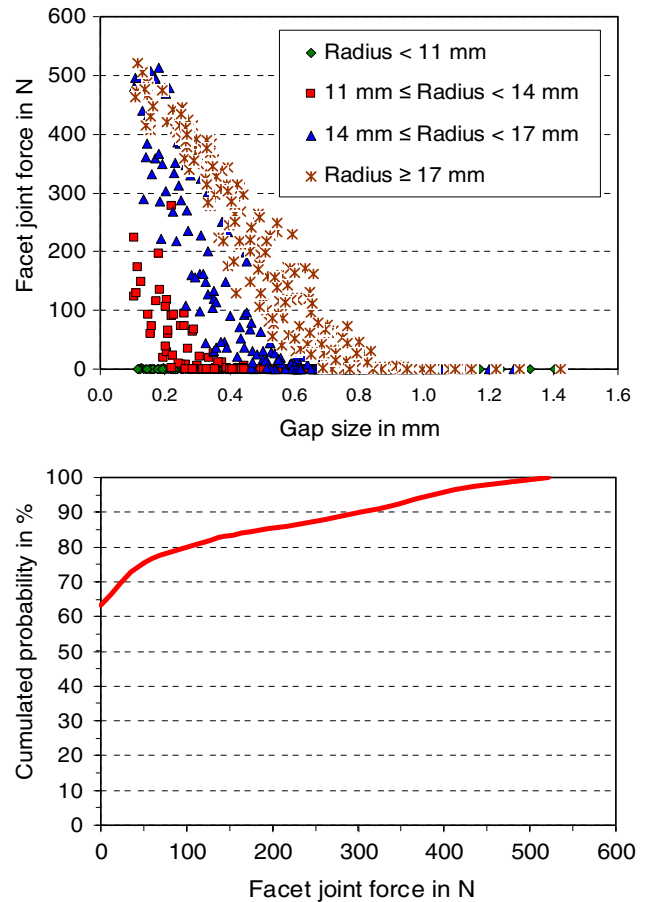 Facet joint force in N
600
500
400
300
200
100
0
Radius < 11 mm
11 mm ≤ Radius < 14 mm
14 mm ≤ Radius < 17 mm
Radius ≥ 17 mm
0.0 0.2 0.4 0.6 0.8 1.0 1.2 1.4 1.6
Gap size in mm
Cumulated probability in %
100
90
80
70
60
50
40
30
20
10
0
0 100 200 300 400 500 600
Facet joint force in N